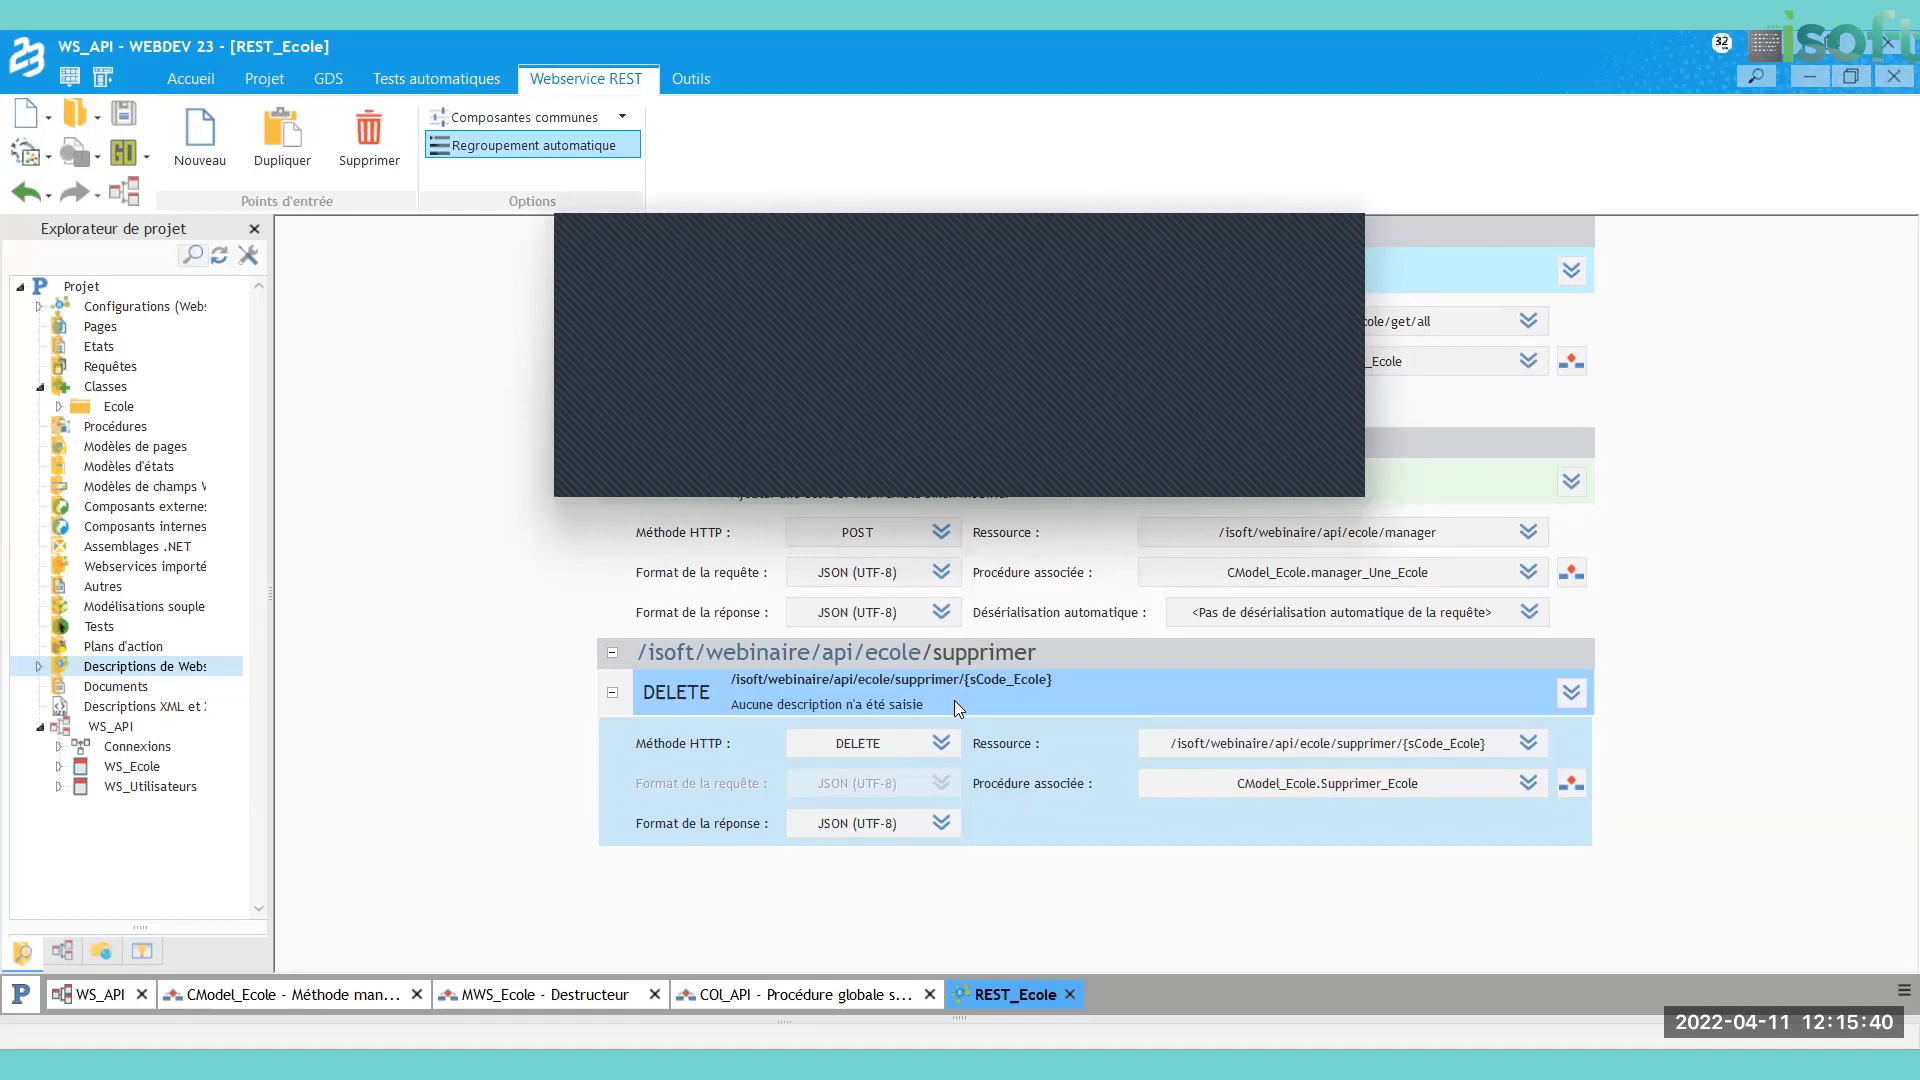 isoft
WS_API - WEBDEV 23 - [REST_Ecole]
32
Accueil
Projet
GDS
Tests automatiques
Webservice REST
Outils
Nouveau
Dupliquer
Supprimer
Composantes communes
Regroupement automatique
GO
Points d'entrée
Options
Explorateur de projet
Projet
Configurations (Webs
Pages
Etats
Requêtes
Classes
Ecole
Procédures
Modèles de pages
Modèles d'états
Modèles de champs V
Composants externe
Composants internes
Assemblages .NET
Webservices importé
Autres
Modélisations souple
Tests
Plans d'action
Descriptions de Webs
Documents
Descriptions XML et
WS_API
Connexions
WS_Ecole
WS_Utilisateurs
cole/get/all
_Ecole
Méthode HTTP :
POST
Ressource :
/isoft/webinaire/api/ecole/manager
Format de la requête :
JSON (UTF-8)
Procédure associée :
CModel_Ecole.manager_Une_Ecole
Format de la réponse :
JSON (UTF-8)
Désérialisation automatique :
<Pas de désérialisation automatique de la requête>
/isoft/webinaire/api/ecole/supprimer
DELETE
/isoft/webinaire/api/ecole/supprimer/{sCode_Ecole}
Aucune description n'a été saisie
Méthode HTTP :
DELETE
Ressource :
/isoft/webinaire/api/ecole/supprimer/{sCode_Ecole}
Format de la requête :
JSON (UTF-8)
Procédure associée :
CModel_Ecole.Supprimer_Ecole
Format de la réponse :
JSON (UTF-8)
WS_API
CModel_Ecole - Méthode man...
MWS_Ecole - Destructeur
COL_API - Procédure globale s...
REST_Ecole
2022-04-11 12:15:40